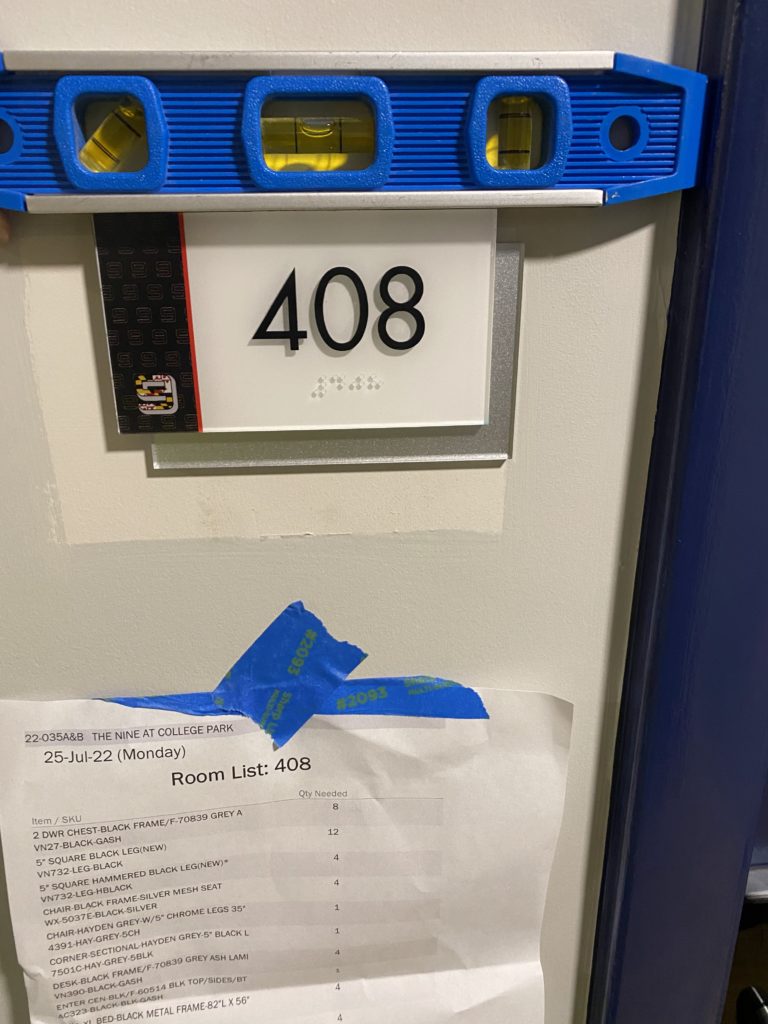 408
⠼⠙⠚⠓
#2093
#2093
22-035A&B THE NINE AT COLLEGE PARK
25-Jul-22 (Monday)
Room List: 408
Item / SKU Qty Needed
2 DWR CHEST-BLACK FRAME/F-70839 GREY A 8
VN27-BLACK-GASH
5" SQUARE BLACK LEG(NEW) 12
VN732-LEG-BLACK
5" SQUARE HAMMERED BLACK LEG(NEW)* 4
VN732-LEG-HBLACK
CHAIR-BLACK FRAME-SILVER MESH SEAT 4
WX-5037E-BLACK-SILVER
CHAIR-HAYDEN GREY-W/5" CHROME LEGS 35" 1
4391-HAY-GREY-5CH
CORNER-SECTIONAL-HAYDEN GREY-5" BLACK L 1
7501C-HAY-GREY-5BLK
DESK-BLACK FRAME/F-70839 GREY ASH LAMI 4
VN390-BLACK-GASH
ENTER CEN-BLK/F-60514 BLK TOP/SIDES/BT 1
AC323-BLACK-BLK-GASH 4
XL BED-BLACK METAL FRAME-82"L X 56"
4